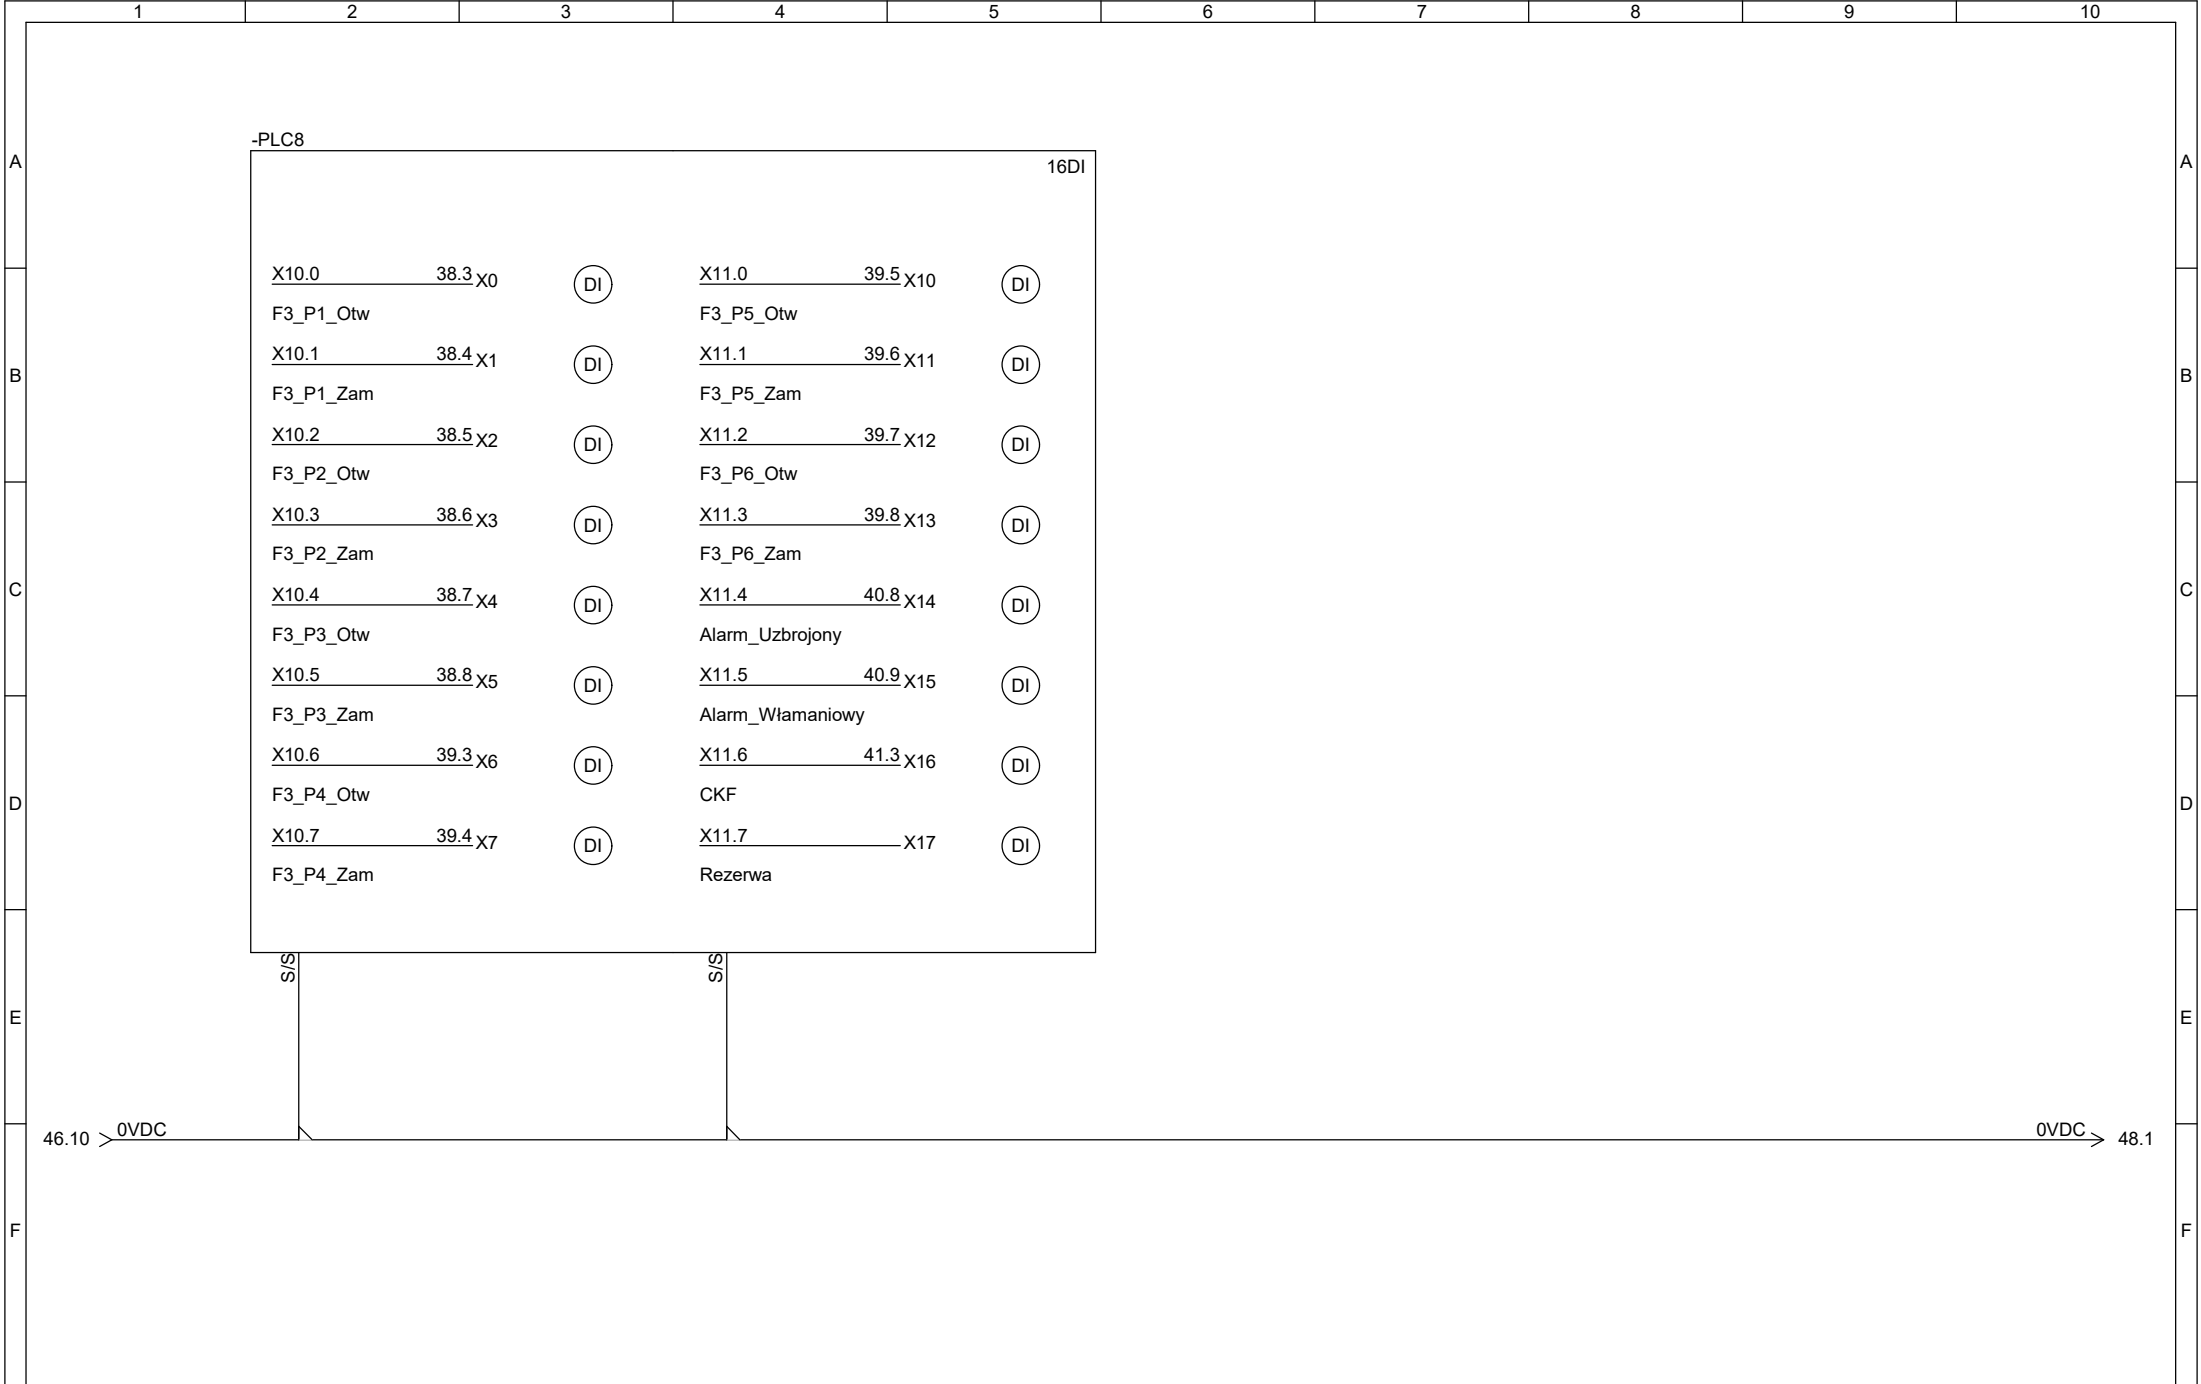 1 2 3 4 5 6 7 8 9 10
-PLC8
A 16DI A
X10.0 38.3 X0 DI X11.0 39.5 X10 DI
F3_P1_Otw F3_P5_Otw
X10.1 38.4 X1 DI X11.1 39.6 X11 DI
B B
F3_P1_Zam F3_P5_Zam
X10.2 38.5 X2 DI X11.2 39.7 X12 DI
F3_P2_Otw F3_P6_Otw
X10.3 38.6 X3 DI X11.3 39.8 X13 DI
F3_P2_Zam F3_P6_Zam
C X10.4 38.7 X4 DI X11.4 40.8 X14 DI C
F3_P3_Otw Alarm_Uzbrojony
X10.5 38.8 X5 DI X11.5 40.9 X15 DI
F3_P3_Zam Alarm_Włamaniowy
X10.6 39.3 X6 DI X11.6 41.3 X16 DI
D F3_P4_Otw CKF D
X10.7 39.4 X7 DI X11.7 X17 DI
F3_P4_Zam Rezerwa
S/S S/S
E E
46.10 0VDC 0VDC 48.1
F F